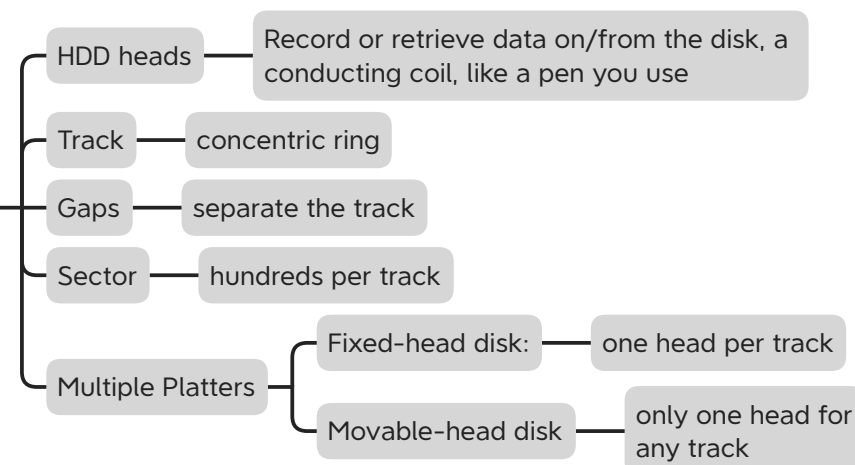 HDD heads
Record or retrieve data on/from the disk, a
conducting coil, like a pen you use
Track
concentric ring
Gaps
separate the track
Sector
hundreds per track
Multiple Platters
Fixed-head disk:
one head per track
Movable-head disk
only one head for
any track